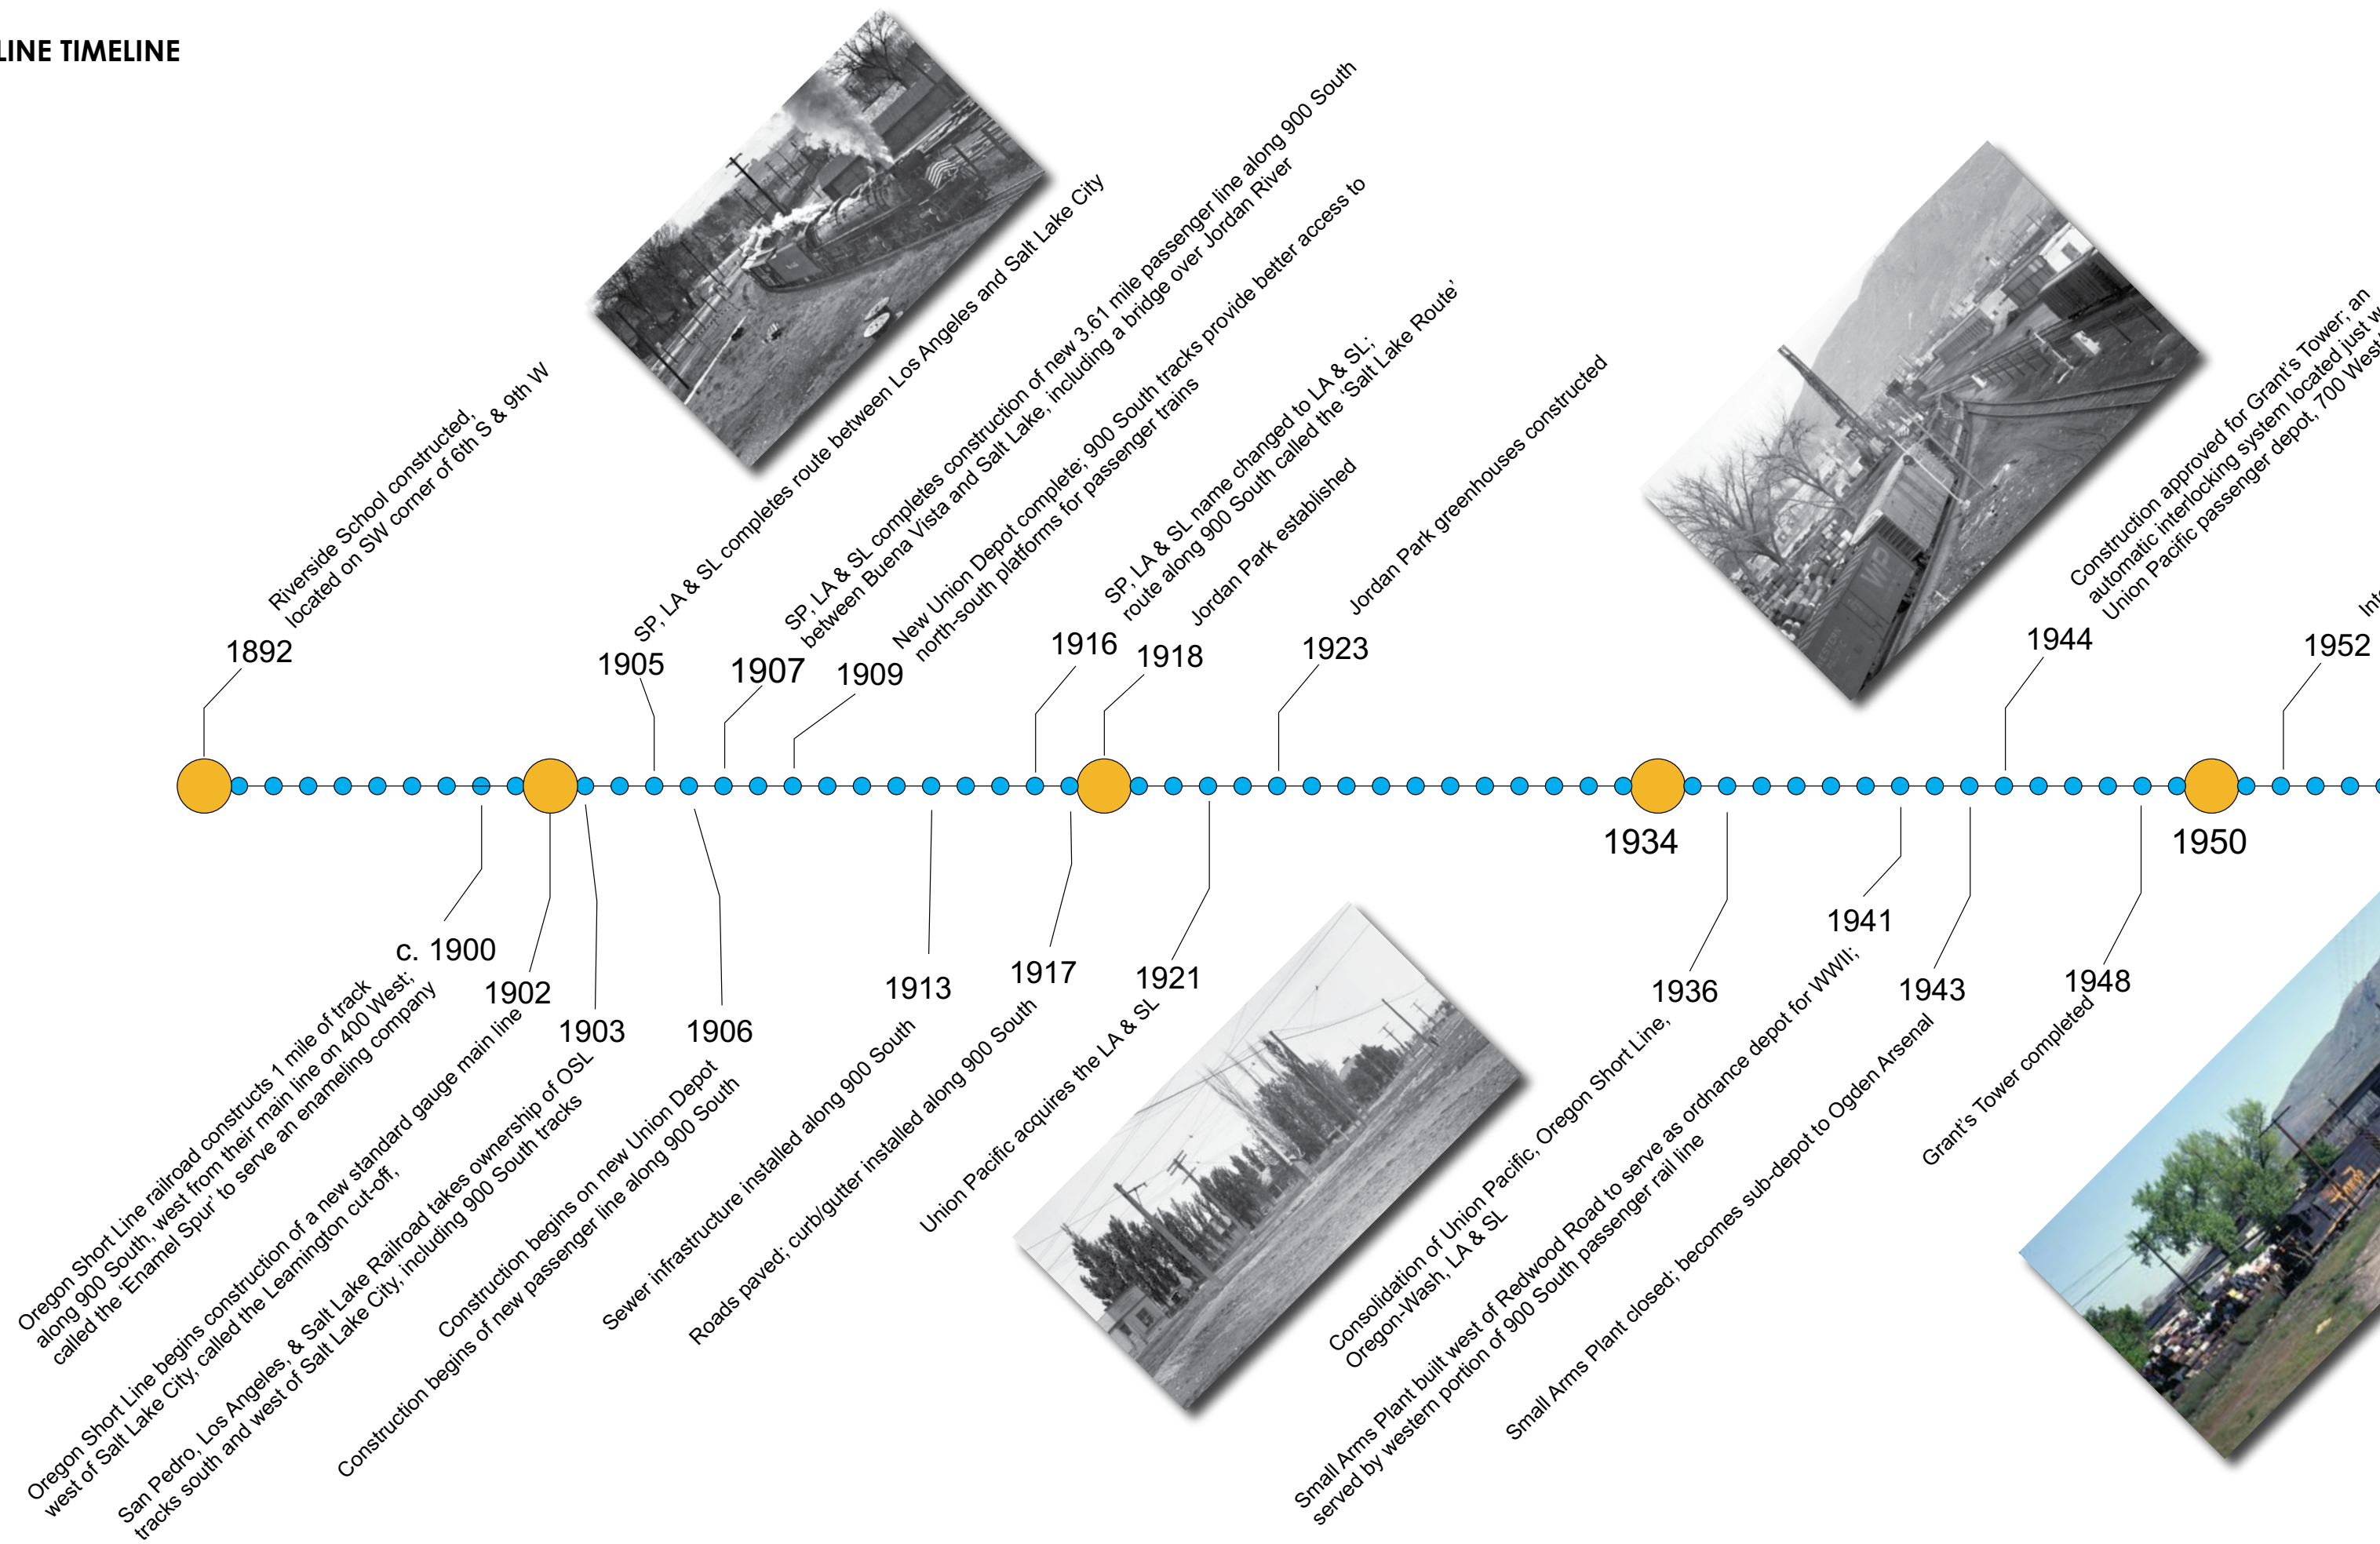 LINE TIMELINE
1892
Riverside School constructed,
located on SW corner of 6th S & 9th W
c. 1900
Oregon Short Line railroad constructs 1 mile of track
along 900 South, west from their main line on 400 West;
called the ‘Enamel Spur’ to serve an enameling company
1902
Oregon Short Line begins construction of a new standard gauge main line
west of Salt Lake City, called the Leamington cut-off,
1903
San Pedro, Los Angeles, & Salt Lake Railroad takes ownership of OSL
tracks south and west of Salt Lake City, including 900 South tracks
1905
SP, LA & SL completes route between Los Angeles and Salt Lake City
1906
Construction begins on new Union Depot
Construction begins of new passenger line along 900 South
1907
SP, LA & SL completes construction of new 3.61 mile passenger line along 900 South
between Buena Vista and Salt Lake, including a bridge over Jordan River
1909
New Union Depot complete; 900 South tracks provide better access to
north-south platforms for passenger trains
1913
Sewer infrastructure installed along 900 South
1916
SP, LA & SL name changed to LA & SL;
route along 900 South called the ‘Salt Lake Route’
1917
Roads paved; curb/gutter installed along 900 South
1918
Jordan Park established
1921
Union Pacific acquires the LA & SL
1923
Jordan Park greenhouses constructed
1934
1936
Consolidation of Union Pacific, Oregon Short Line,
Oregon-Wash, LA & SL
1941
Small Arms Plant built west of Redwood Road to serve as ordnance depot for WWII;
served by western portion of 900 South passenger rail line
1943
Small Arms Plant closed; becomes sub-depot to Ogden Arsenal
1944
Construction approved for Grant’s Tower; an
automatic interlocking system located just
Union Pacific passenger depot, 700 West/
1948
Grant’s Tower completed
1950
1952
WP
WESTERN